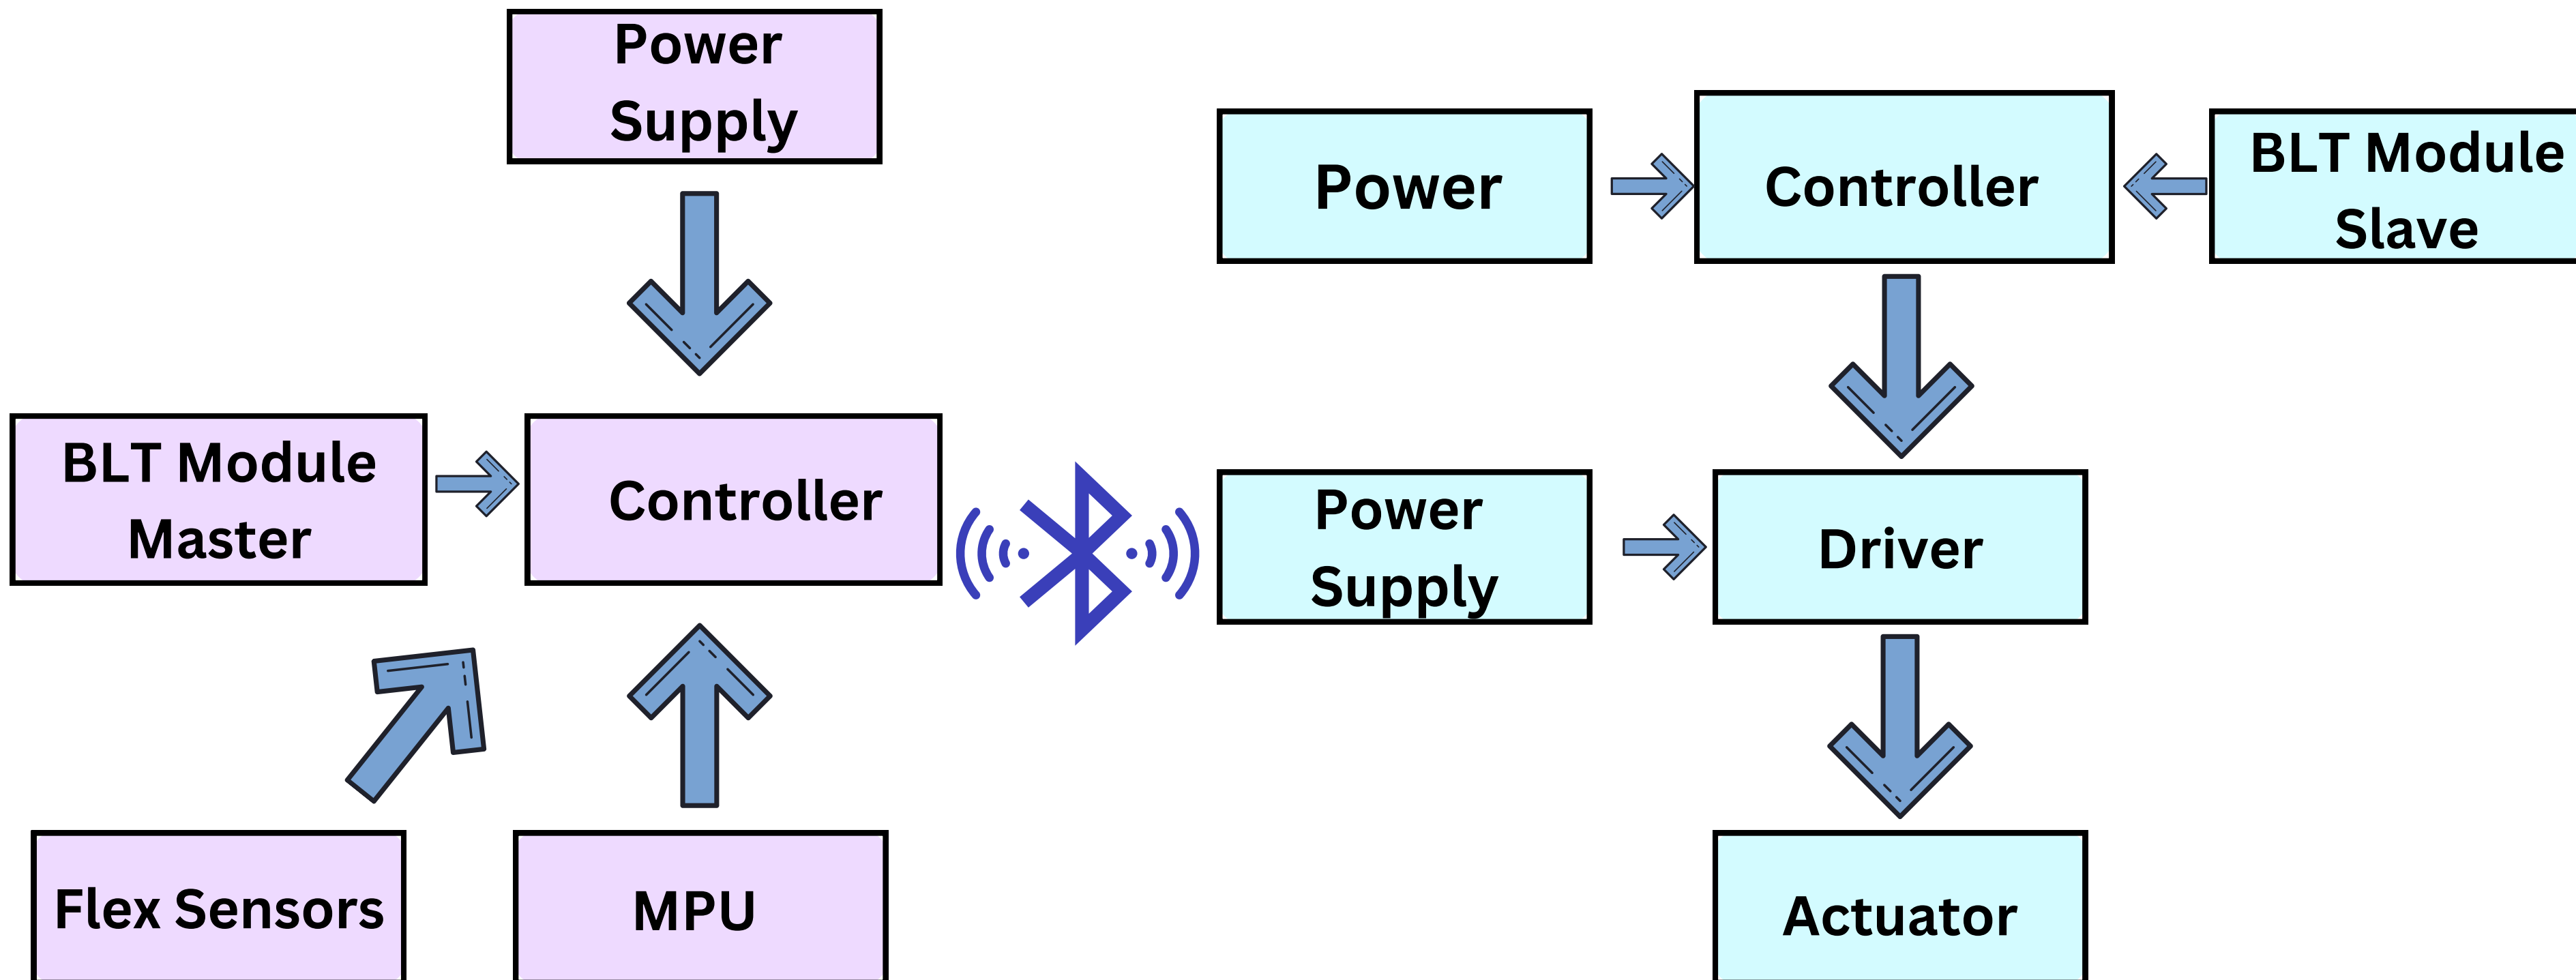 Power
Supply
BLT Module
Master
Controller
Flex Sensors
MPU
Power
Controller
BLT Module
Slave
Power
Supply
Driver
Actuator